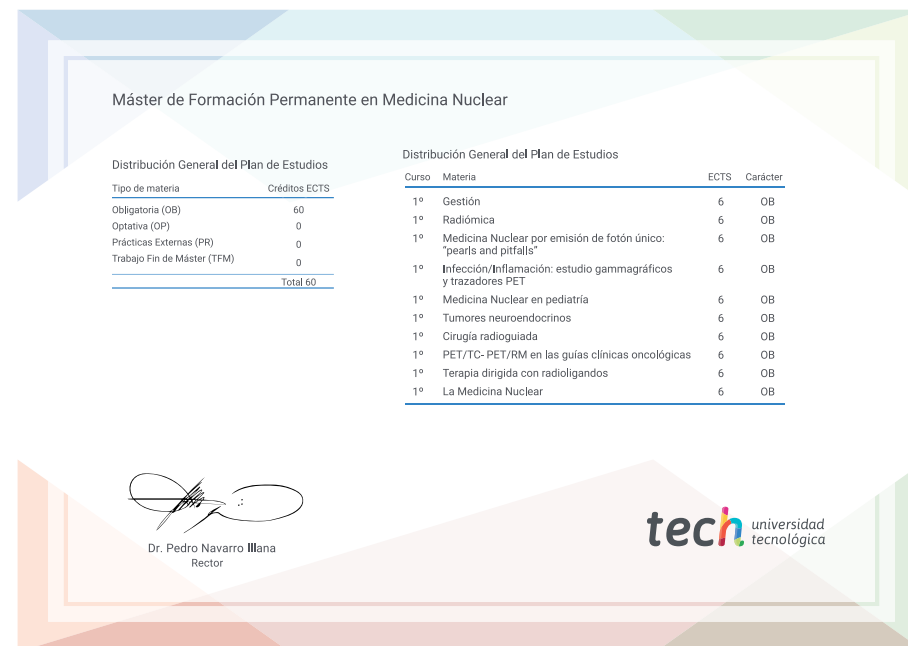 Máster de Formación Permanente en Medicina Nuclear
Distribución General del Plan de Estudios
Tipo de materia Créditos ECTS
Obligatoria (OB) 60
Optativa (OP) 0
Prácticas Externas (PR) 0
Trabajo Fin de Máster (TFM) 0
Total 60
Distribución General del Plan de Estudios
Curso Materia ECTS Carácter
1º Gestión 6 OB
1º Radiómica 6 OB
1º Medicina Nuclear por emisión de fotón único: 6 OB
"pearls and pitfalls"
1º Infección/Inflamación: estudio gammagráficos 6 OB
y trazadores PET
1º Medicina Nuclear en pediatría 6 OB
1º Tumores neuroendocrinos 6 OB
1º Cirugía radioguiada 6 OB
1º PET/TC- PET/RM en las guías clínicas oncológicas 6 OB
1º Terapia dirigida con radioligandos 6 OB
1º La Medicina Nuclear 6 OB
Dr. Pedro Navarro Illana
Rector
tech universidad
tecnológica